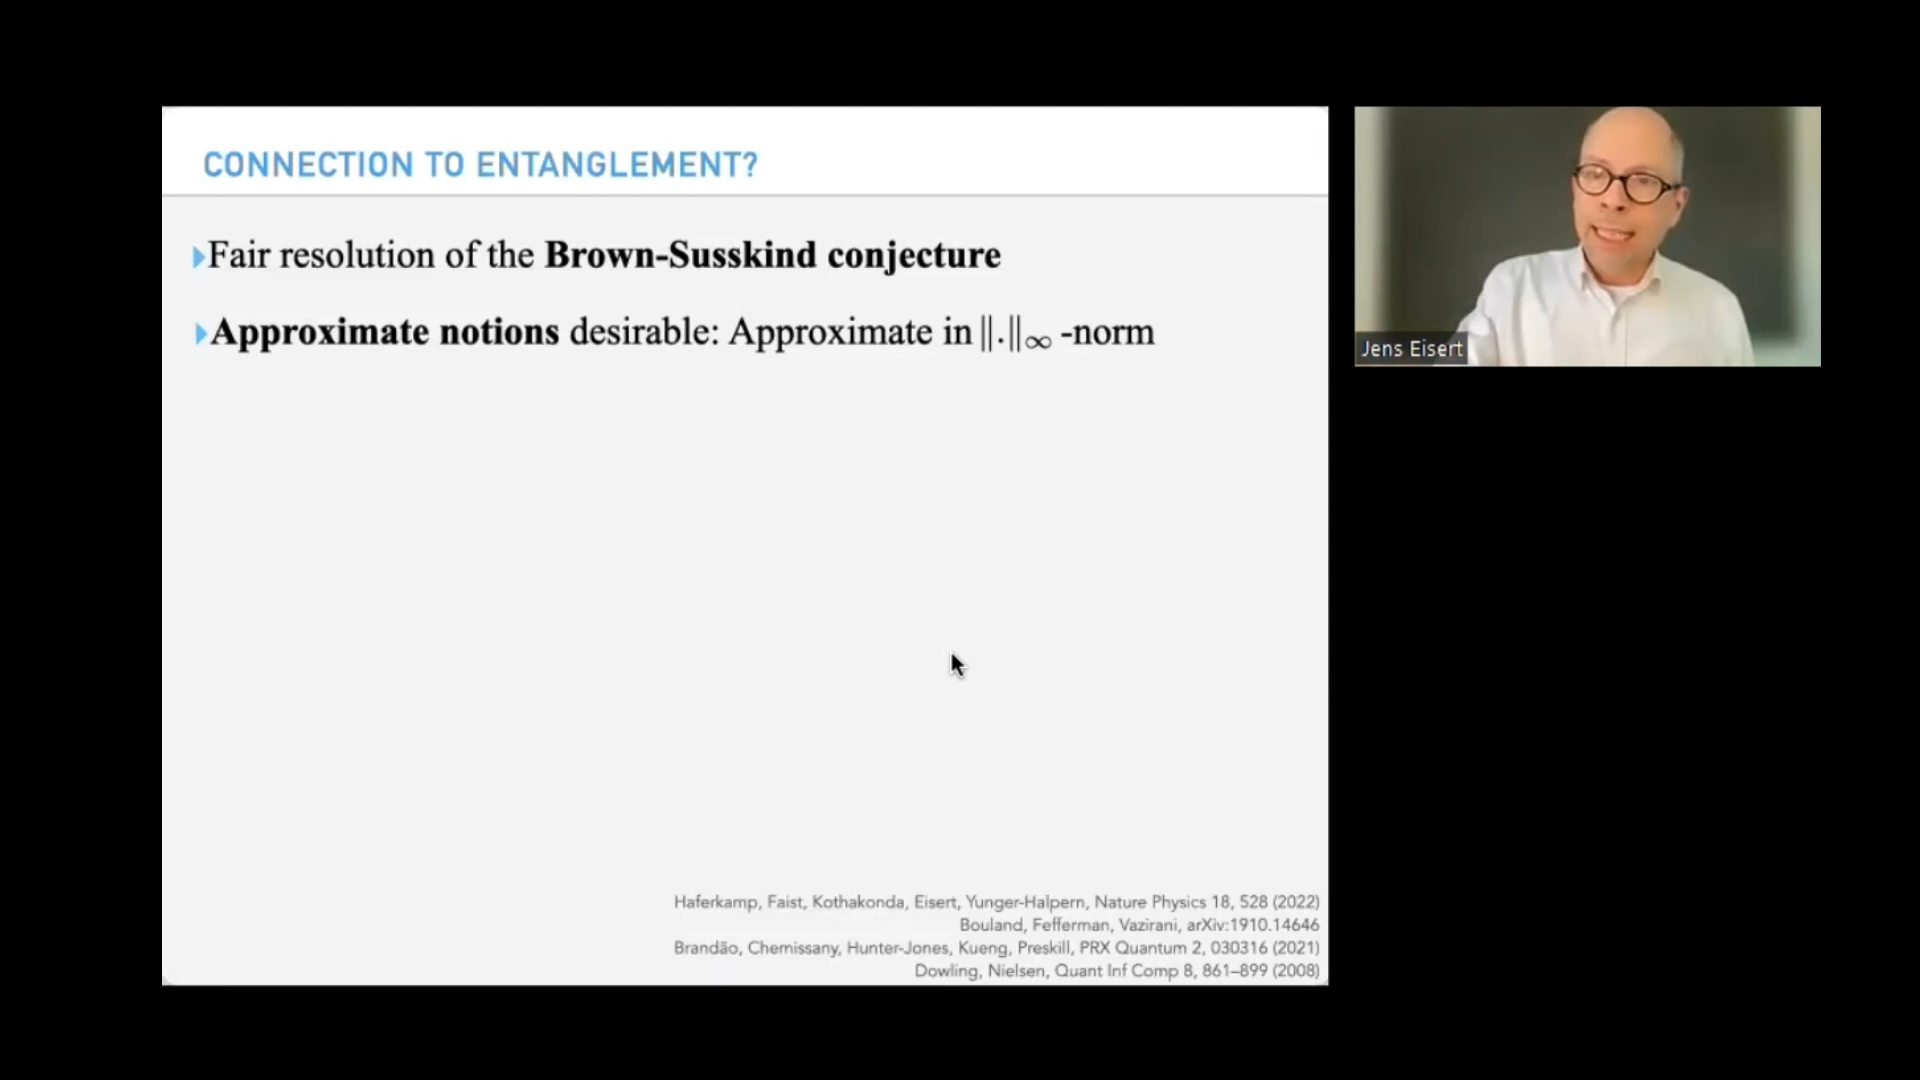 CONNECTION TO ENTANGLEMENT?
Fair resolution of the Brown-Susskind conjecture
Approximate notions desirable: Approximate in ‖.‖∞ -norm
Haferkamp, Faist, Kothakonda, Eisert, Yunger-Halpern, Nature Physics 18, 528 (2022)
Bouland, Fefferman, Vazirani, arXiv:1910.14646
Brandão, Chemissany, Hunter-Jones, Kueng, Preskill, PRX Quantum 2, 030316 (2021)
Dowling, Nielsen, Quant Inf Comp 8, 861–899 (2008)
Jens Eisert